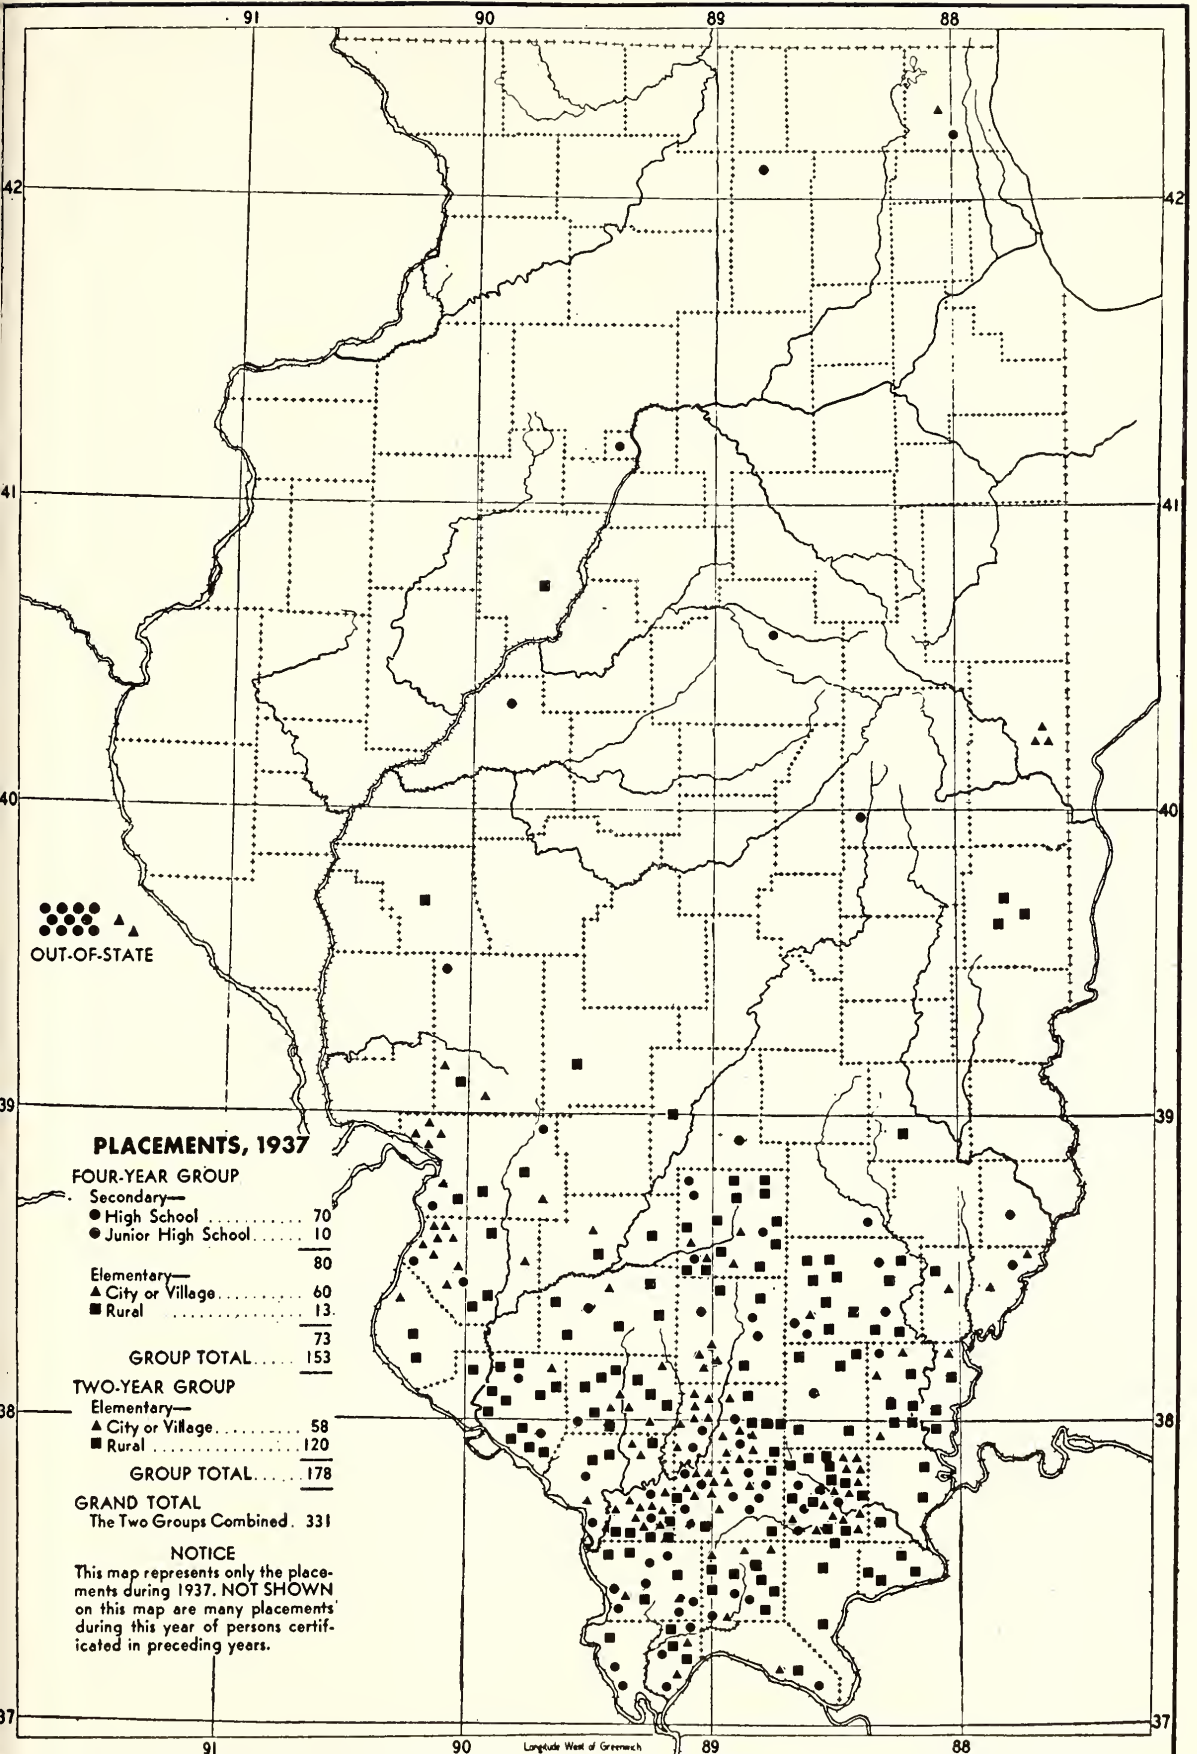 91 90 89 88
42 42
41 41
40 40
OUT-OF-STATE
39 39
PLACEMENTS, 1937
FOUR-YEAR GROUP
Secondary—
High School .......... 70
Junior High School...... 10
80
Elementary—
City or Village......... 60
Rural .............. 13
73
GROUP TOTAL..... 153
TWO-YEAR GROUP
Elementary—
38 38
City or Village......... 58
Rural ............... 120
GROUP TOTAL..... 178
GRAND TOTAL
The Two Groups Combined. 331
NOTICE
This map represents only the place-
ments during 1937. NOT SHOWN
on this map are many placements
during this year of persons certif-
icated in preceding years.
37 37
91 90 Longitude West of Greenwich 89 88